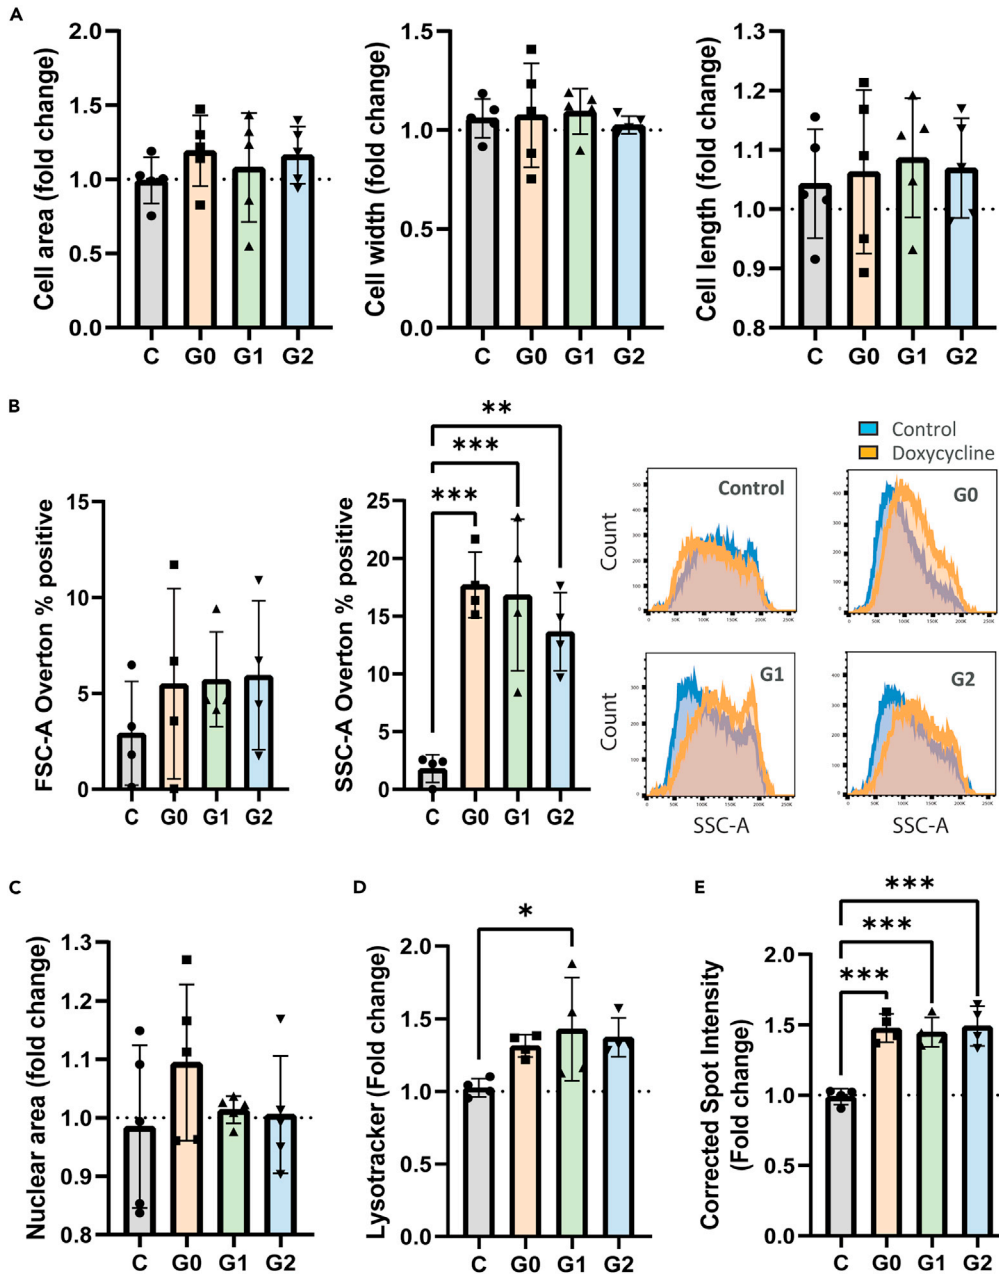 A
Cell area (fold change)
2.0
1.5
1.0
0.5
0.0
C G0 G1 G2
Cell width (fold change)
1.5
1.0
0.5
0.0
C G0 G1 G2
Cell length (fold change)
1.3
1.2
1.1
1.0
0.9
0.8
C G0 G1 G2
B
FSC-A Overton % positive
15
10
5
0
C G0 G1 G2
SSC-A Overton % positive
25
20
15
10
5
0
**
***
***
C G0 G1 G2
Control
Doxycycline
Count
Control
G0
Count
G1
G2
SSC-A
SSC-A
C
Nuclear area (fold change)
1.3
1.2
1.1
1.0
0.9
0.8
C G0 G1 G2
D
Lysotracker (Fold change)
2.0
1.5
1.0
0.5
0.0
*
C G0 G1 G2
E
Corrected Spot Intensity
(Fold change)
2.0
1.5
1.0
0.5
0.0
***
***
***
C G0 G1 G2